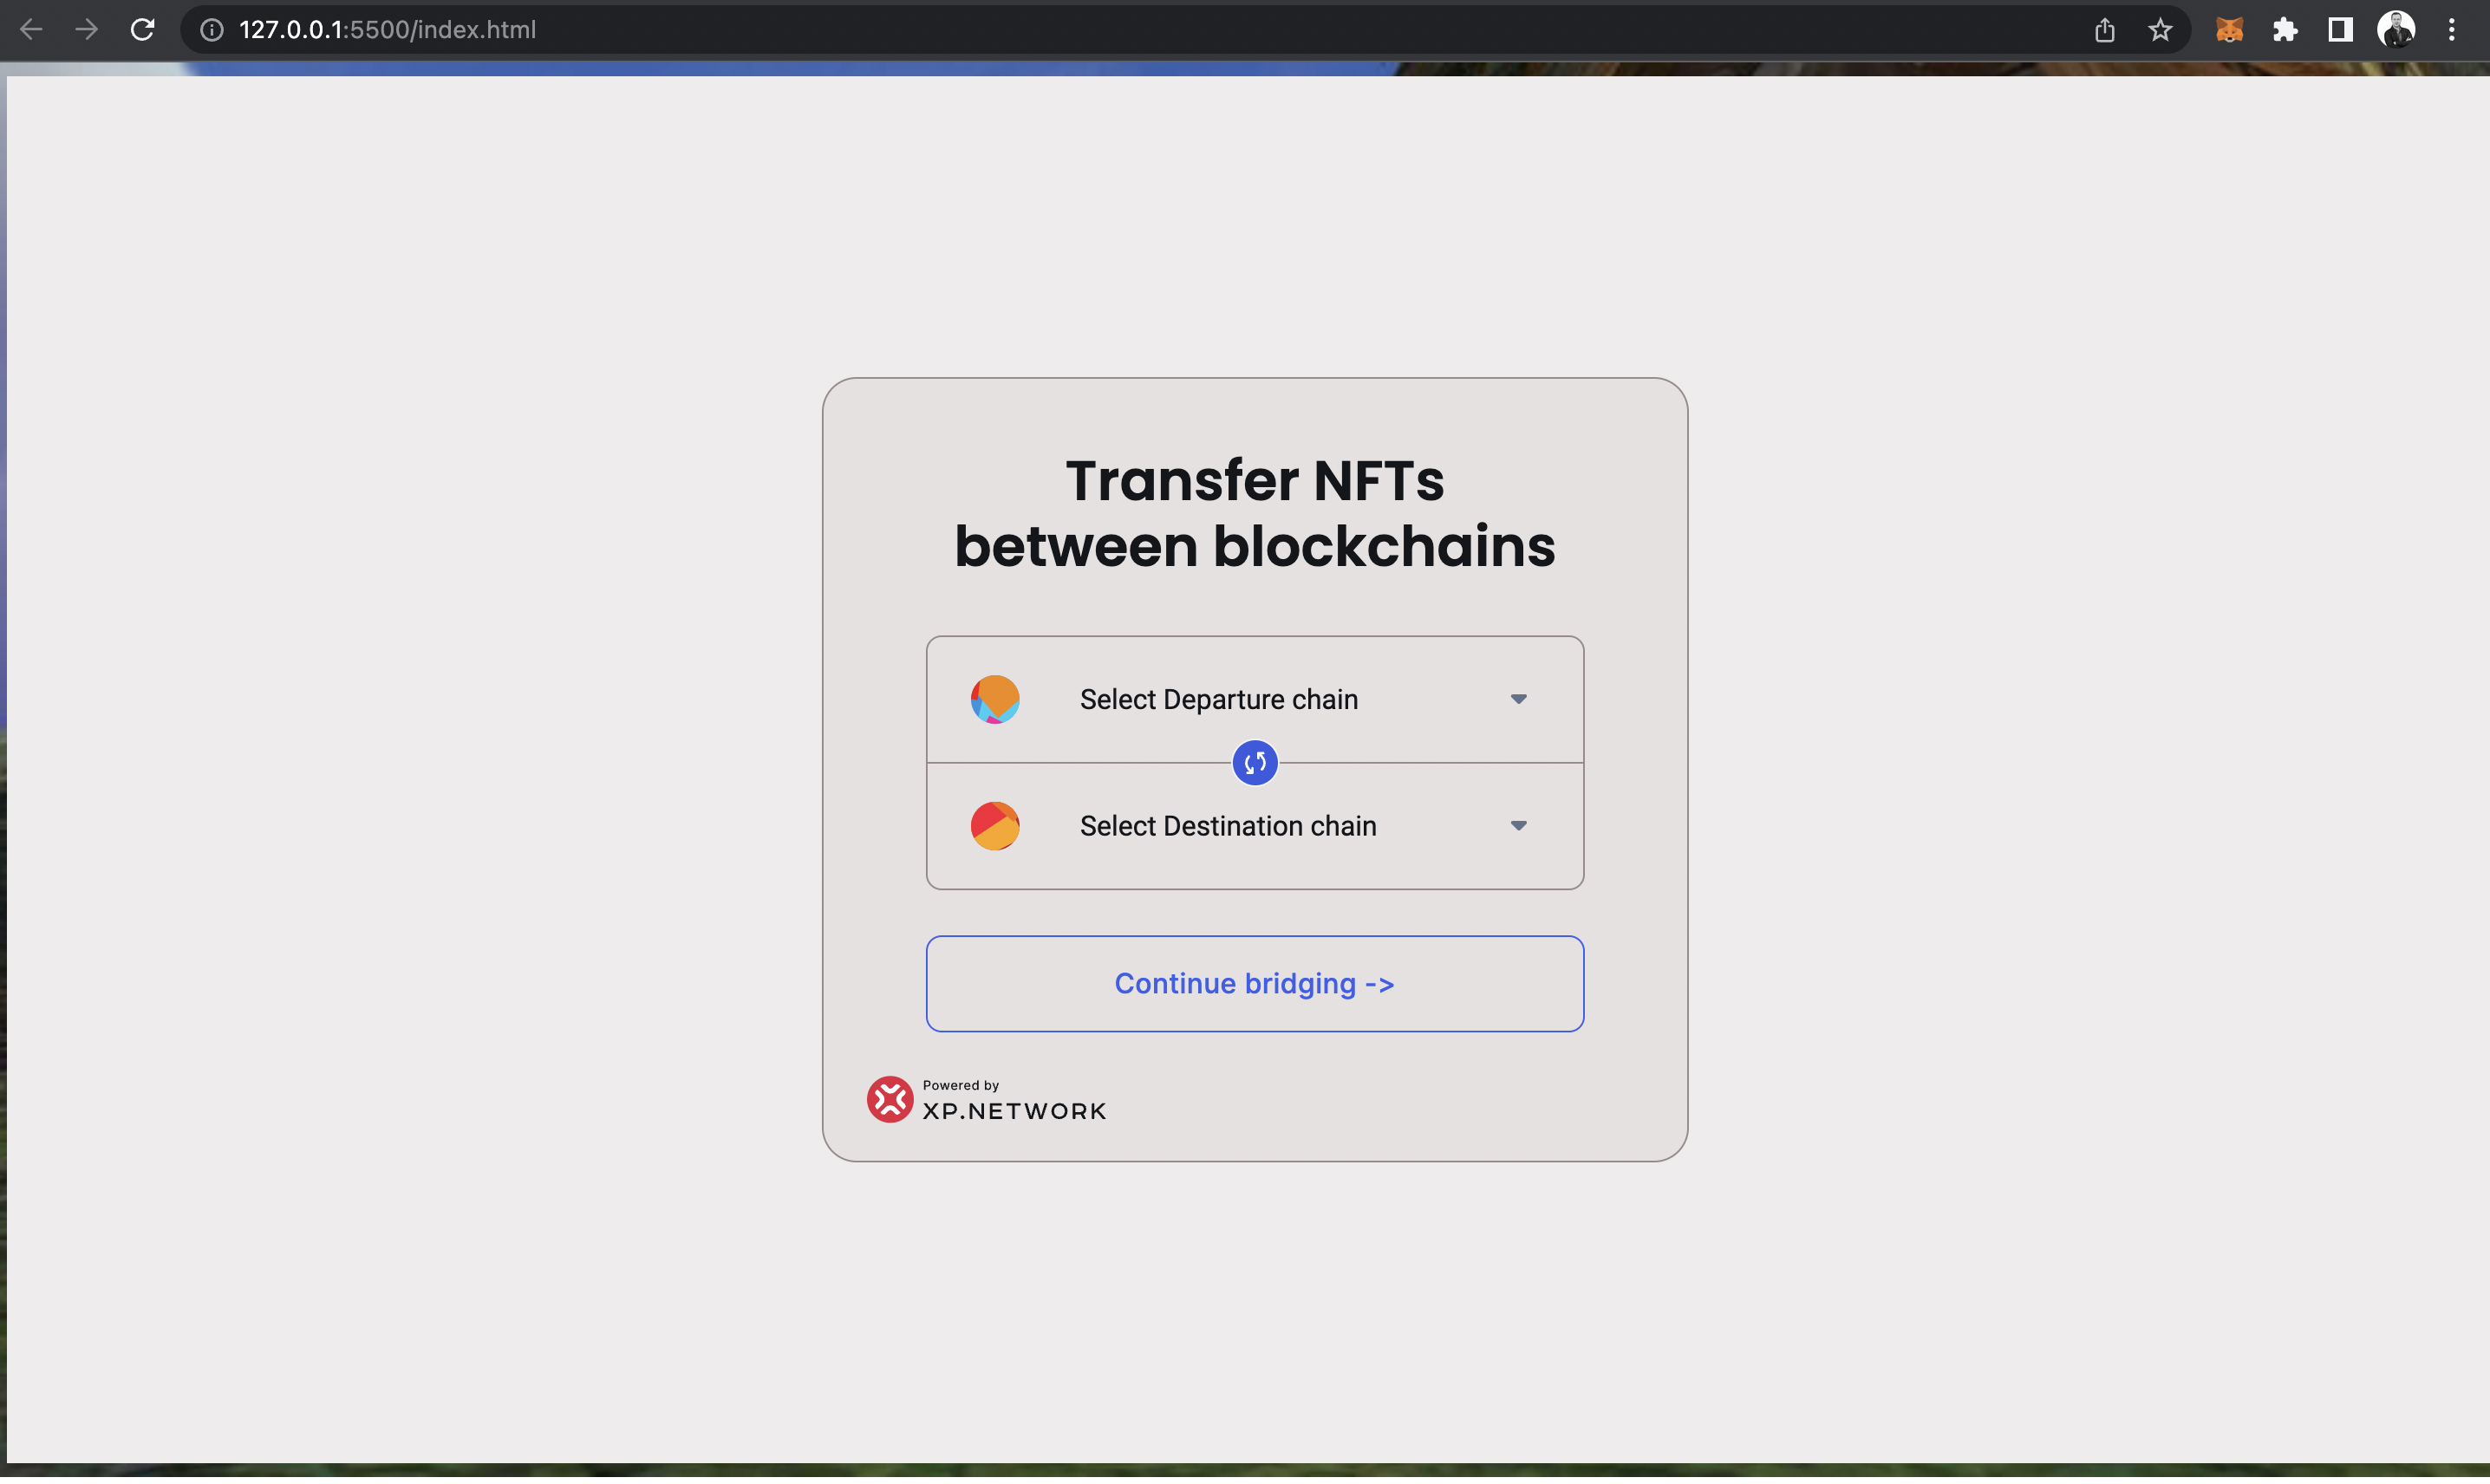 127.0.0.1:5500/index.html
Transfer NFTs
between blockchains
Select Departure chain
Select Destination chain
Continue bridging ->
Powered by
XP.NETWORK